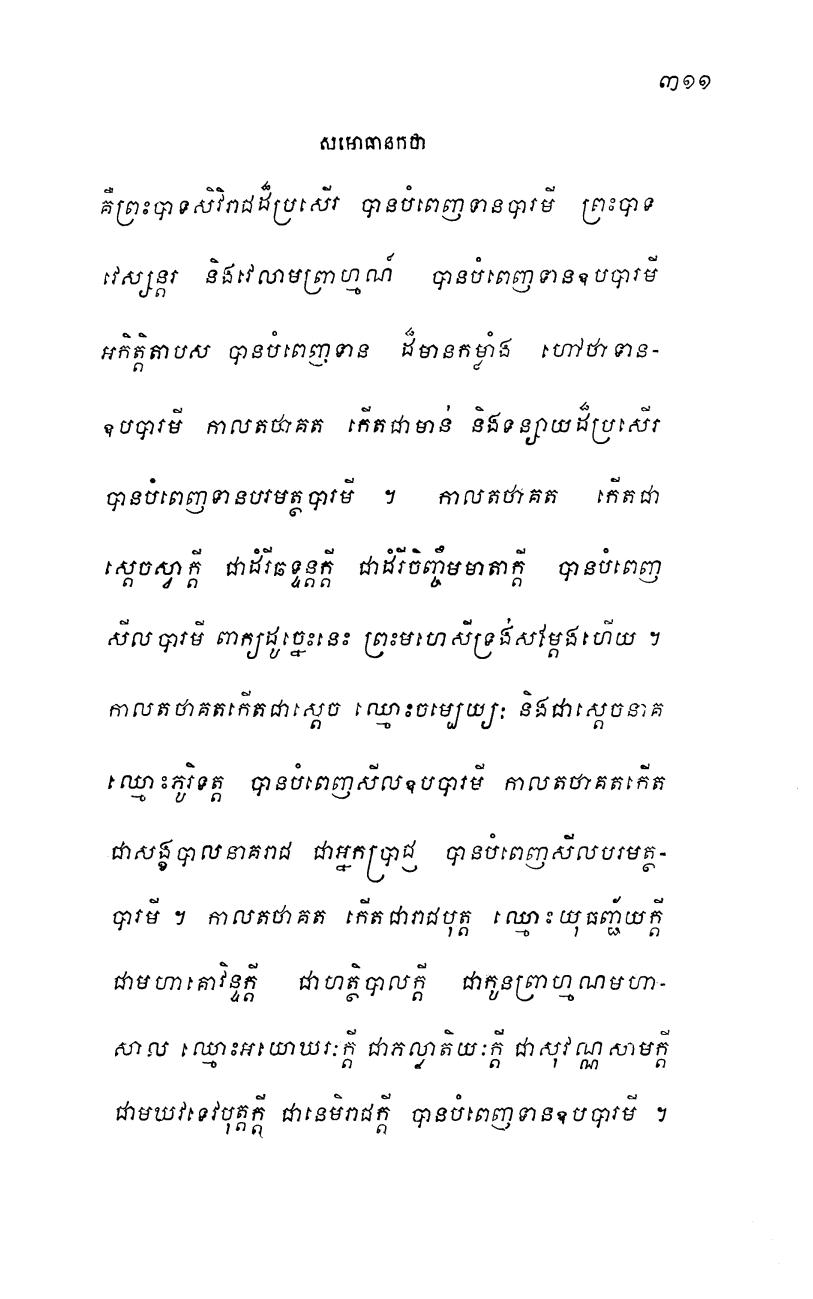 ៣១១
សមោធានកថា
គឺព្រះបាទសិវិរាជដ៏ប្រសើរ បានបំពេញទានបារមី ព្រះបាទ
វេស្សន្តរ និងវេលាមព្រាហ្មណ៍ បានបំពេញទានឧបបារមី
អកិត្តិតាបស បានបំពេញទាន ដ៏មានកម្លាំង ហៅថាទាន-
ឧបបារមី កាលតថាគត កើតជាមាន់ និងទន្សាយដ៏ប្រសើរ
បានបំពេញទានបរមត្ថបារមី ។ កាលតថាគត កើតជា
ស្តេចស្វាក្តី ជាដំរីឆទ្ទន្តក្តី ជាដំរីចិញ្ចឹមមាតាក្តី បានបំពេញ
សីលបារមី ពាក្យដូច្នេះនេះ ព្រះមហេសីទ្រង់សម្តែងហើយ ។
កាលតថាគតកើតជាស្តេច ឈ្មោះចម្បេយ្យៈ និងជាស្តេចនាគ
ឈ្មោះភូរិទត្ត បានបំពេញសីលឧបបារមី កាលតថាគតកើត
ជាសង្ខបាលនាគរាជ ជាអ្នកប្រាជ្ញ បានបំពេញសីលបរមត្ថ-
បារមី ។ កាលតថាគត កើតជារាជបុត្ត ឈ្មោះយុធញ្ជ័យក្តី
ជាមហាគោវិន្ទក្តី ជាហត្ថិបាលក្តី ជាកូនព្រាហ្មណមហា-
សាល ឈ្មោះអយោឃរៈក្តី ជាភល្លាតិយៈក្តី ជាសុវណ្ណសាមក្តី
ជាមឃវទេវបុត្តក្តី ជានេមិរាជក្តី បានបំពេញទានឧបបារមី ។